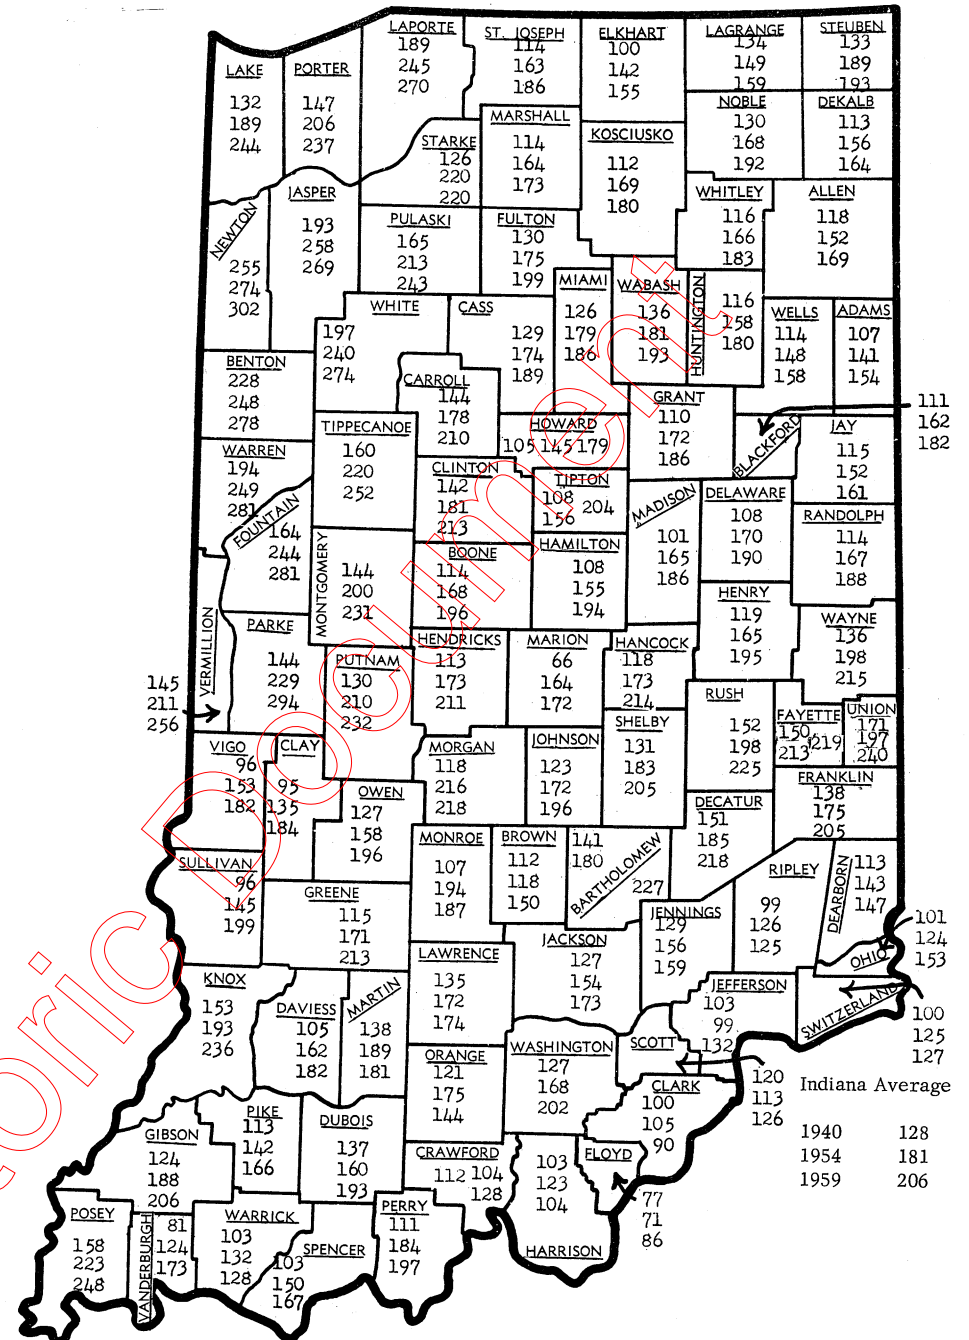 LAKE
132
189
244
PORTER
147
206
237
LAPORTE
189
245
270
ST. JOSEPH
114
163
186
ELKHART
100
142
155
LAGRANGE
134
149
159
STEUBEN
133
189
193
NOBLE
130
168
192
DEKALB
113
156
164
MARSHALL
114
164
173
STARKE
126
220
220
KOSCIUSKO
112
169
180
WHITLEY
116
166
183
ALLEN
118
152
169
NEWTON
255
274
302
JASPER
193
258
269
PULASKI
165
213
243
FULTON
130
175
199
MIAMI
126
179
186
WABASH
136
181
193
HUNTINGTON
116
158
180
WELLS
114
148
158
ADAMS
107
141
154
WHITE
197
240
274
CASS
129
174
189
BENTON
228
248
278
CARROLL
144
178
210
HOWARD
105 145 179
GRANT
110
172
186
BLACKFORD
111
162
182
JAY
115
152
161
WARREN
194
249
281
TIPPECANOE
160
220
252
CLINTON
142
181
213
TIPTON
108
156 204
MADISON
101
165
186
DELAWARE
108
170
190
RANDOLPH
114
167
188
FOUNTAIN
164
244
281
MONTGOMERY
144
200
231
BOONE
114
168
196
HAMILTON
108
155
194
HENRY
119
165
195
WAYNE
136
198
215
VERMILLION
145
211
256
PARKE
144
229
294
PUTNAM
130
210
232
HENDRICKS
113
173
211
MARION
66
164
172
HANCOCK
118
173
214
RUSH
152
198
225
FAYETTE
150
213 219
UNION
171
197
240
VIGO
96
153
182
CLAY
95
135
184
MORGAN
118
216
218
JOHNSON
123
172
196
SHELBY
131
183
205
FRANKLIN
138
175
205
OWEN
127
158
196
DECATUR
151
185
218
MONROE
107
194
187
BROWN
112
118
150
BARTHOLOMEW
141
180
227
RIPLEY
99
126
125
DEARBORN
113
143
147
SULLIVAN
96
145
199
GREENE
115
171
213
JENNINGS
129
156
159
OHIO
101
124
153
JACKSON
127
154
173
LAWRENCE
135
172
174
KNOX
153
193
236
DAVIESS
105
162
182
MARTIN
138
189
181
JEFFERSON
103
99
132
SWITZERLAND
100
125
127
SCOTT
120
113
126
ORANGE
121
175
144
WASHINGTON
127
168
202
CLARK
100
105
90
Indiana Average
1940 128
1954 181
1959 206
GIBSON
124
188
206
PIKE
113
142
166
DUBOIS
137
160
193
CRAWFORD
112 104
128
HARRISON
103
123
104
FLOYD
77
71
86
POSEY
158
223
248
VANDERBURGH
81
124
173
WARRICK
103
132
128
SPENCER
103
150
167
PERRY
111
184
197
oric Document